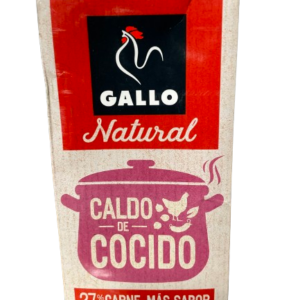 GALLO
Natural
CALDO
DE
COCIDO
27% CARNE, MÁS SABOR